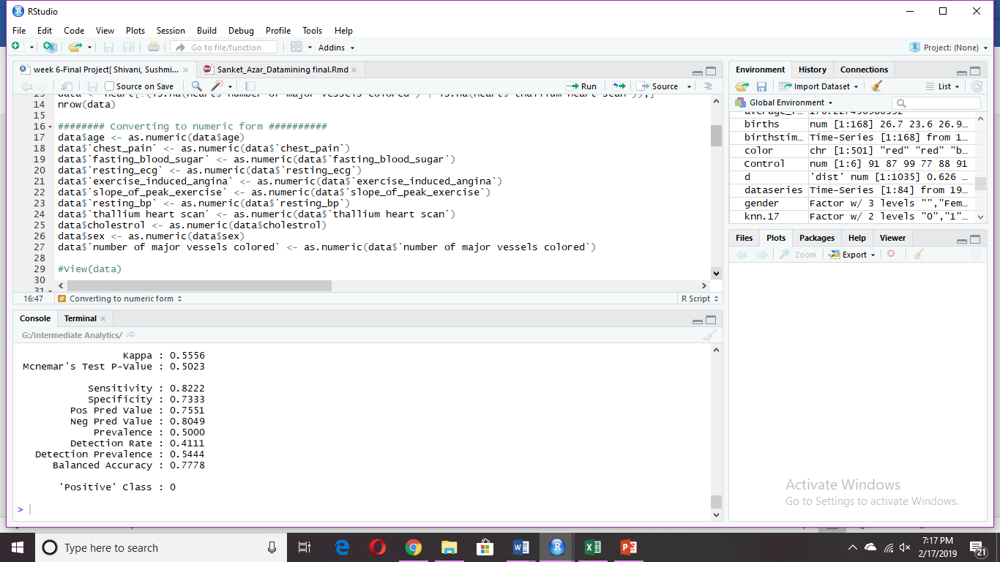 RStudio
File Edit Code View Plots Session Build Debug Profile Tools Help
Go to file/function Addins Project: (None)
week 6-Final Project[ Shivani, Sushmi... Sanket_Azar_Datamining final.Rmd
Source on Save Run Source
13 data <- heart[!(is.na(heart$`number of major vessels colored`) | is.na(heart$`thallium heart scan`)),]
14 nrow(data)
15
16 ######## Converting to numeric form ##########
17 data$age <- as.numeric(data$age)
18 data$`chest_pain` <- as.numeric(data$`chest_pain`)
19 data$`fasting_blood_sugar` <- as.numeric(data$`fasting_blood_sugar`)
20 data$`resting_ecg` <- as.numeric(data$`resting_ecg`)
21 data$`exercise_induced_angina` <- as.numeric(data$`exercise_induced_angina`)
22 data$`slope_of_peak_exercise` <- as.numeric(data$`slope_of_peak_exercise`)
23 data$`resting_bp` <- as.numeric(data$`resting_bp`)
24 data$`thallium heart scan` <- as.numeric(data$`thallium heart scan`)
25 data$cholestrol <- as.numeric(data$cholestrol)
26 data$sex <- as.numeric(data$sex)
27 data$`number of major vessels colored` <- as.numeric(data$`number of major vessels colored`)
28
29 #View(data)
30
31
16:47 # Converting to numeric form R Script
Console Terminal
G:/intermediate Analytics/
Kappa : 0.5556
Mcnemar's Test P-Value : 0.5023
Sensitivity : 0.8222
Specificity : 0.7333
Pos Pred Value : 0.7551
Neg Pred Value : 0.8049
Prevalence : 0.5000
Detection Rate : 0.4111
Detection Prevalence : 0.5444
Balanced Accuracy : 0.7778
'Positive' Class : 0
>
Environment History Connections
Import Dataset List
Global Environment
births num [1:168] 26.7 23.6 26.9...
birthstim... Time-Series [1:168] from 1...
color chr [1:501] "red" "red" "b...
Control num [1:6] 91 87 99 77 88 91
d 'dist' num [1:1035] 0.626 ...
dataseries Time-Series [1:84] from 19...
gender Factor w/ 3 levels "","Fem...
knn.17 Factor w/ 2 levels "0","1"...
Files Plots Packages Help Viewer
Zoom Export
Activate Windows
Go to Settings to activate Windows.
Type here to search
7:17 PM
2/17/2019
21